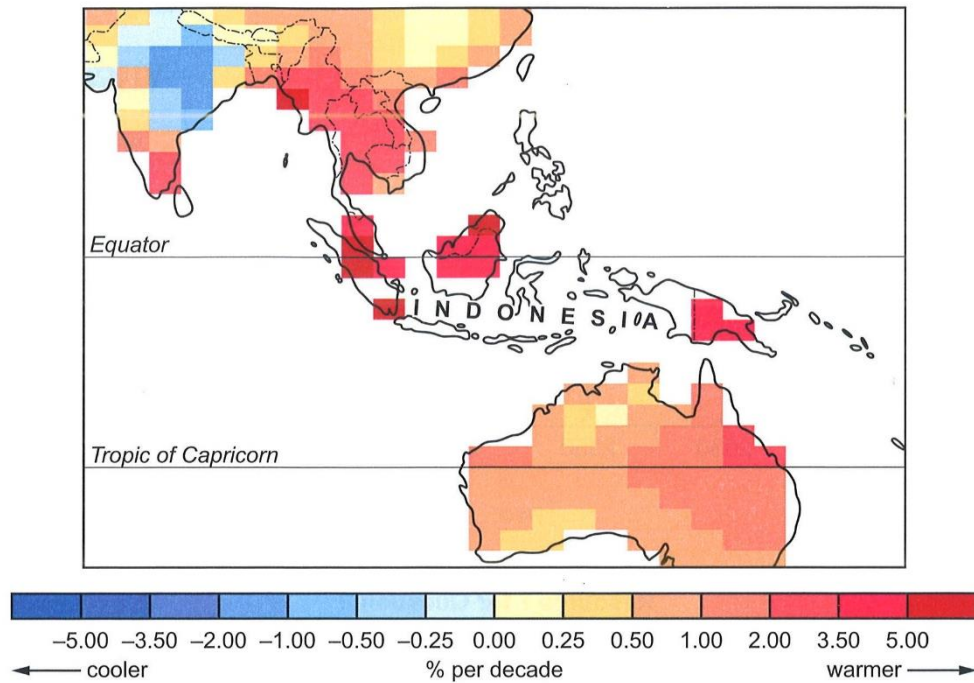 Equator
INDONESIA
Tropic of Capricorn
−5.00 −3.50 −2.00 −1.00 −0.50 −0.25 0.00 0.25 0.50 1.00 2.00 3.50 5.00
cooler % per decade warmer